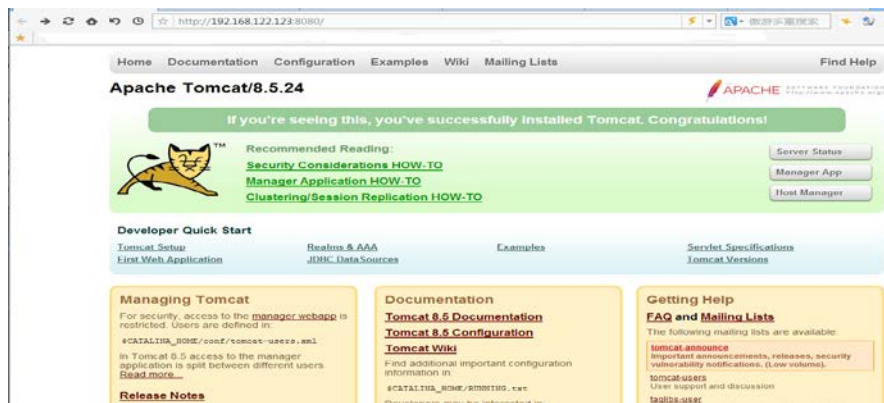 http://192.168.122.123:8080/
Home Documentation Configuration Examples Wiki Mailing Lists Find Help
Apache Tomcat/8.5.24
APACHE
If you're seeing this, you've successfully installed Tomcat. Congratulations!
TM
Recommended Reading:
Security Considerations HOW-TO
Manager Application HOW-TO
Clustering/Session Replication HOW-TO
Server Status
Manager App
Host Manager
Developer Quick Start
Tomcat Setup
First Web Application
Realms & AAA
JDBC DataSources
Examples
Servlet Specifications
Tomcat Versions
Managing Tomcat
For security, access to the manager webapp is
restricted. Users are defined in:
$CATALINA_HOME/conf/tomcat-users.xml
In Tomcat 8.5 access to the manager
application is split between different users.
Read more...
Release Notes
Documentation
Tomcat 8.5 Documentation
Tomcat 8.5 Configuration
Tomcat Wiki
Find additional important configuration
information in:
$CATALINA_HOME/RUNNING.txt
Developers may be interested in:
Getting Help
FAQ and Mailing Lists
The following mailing lists are available:
tomcat-announce
Important announcements, releases, security
vulnerability notifications. (Low volume).
tomcat-users
User support and discussion
taglibs-user